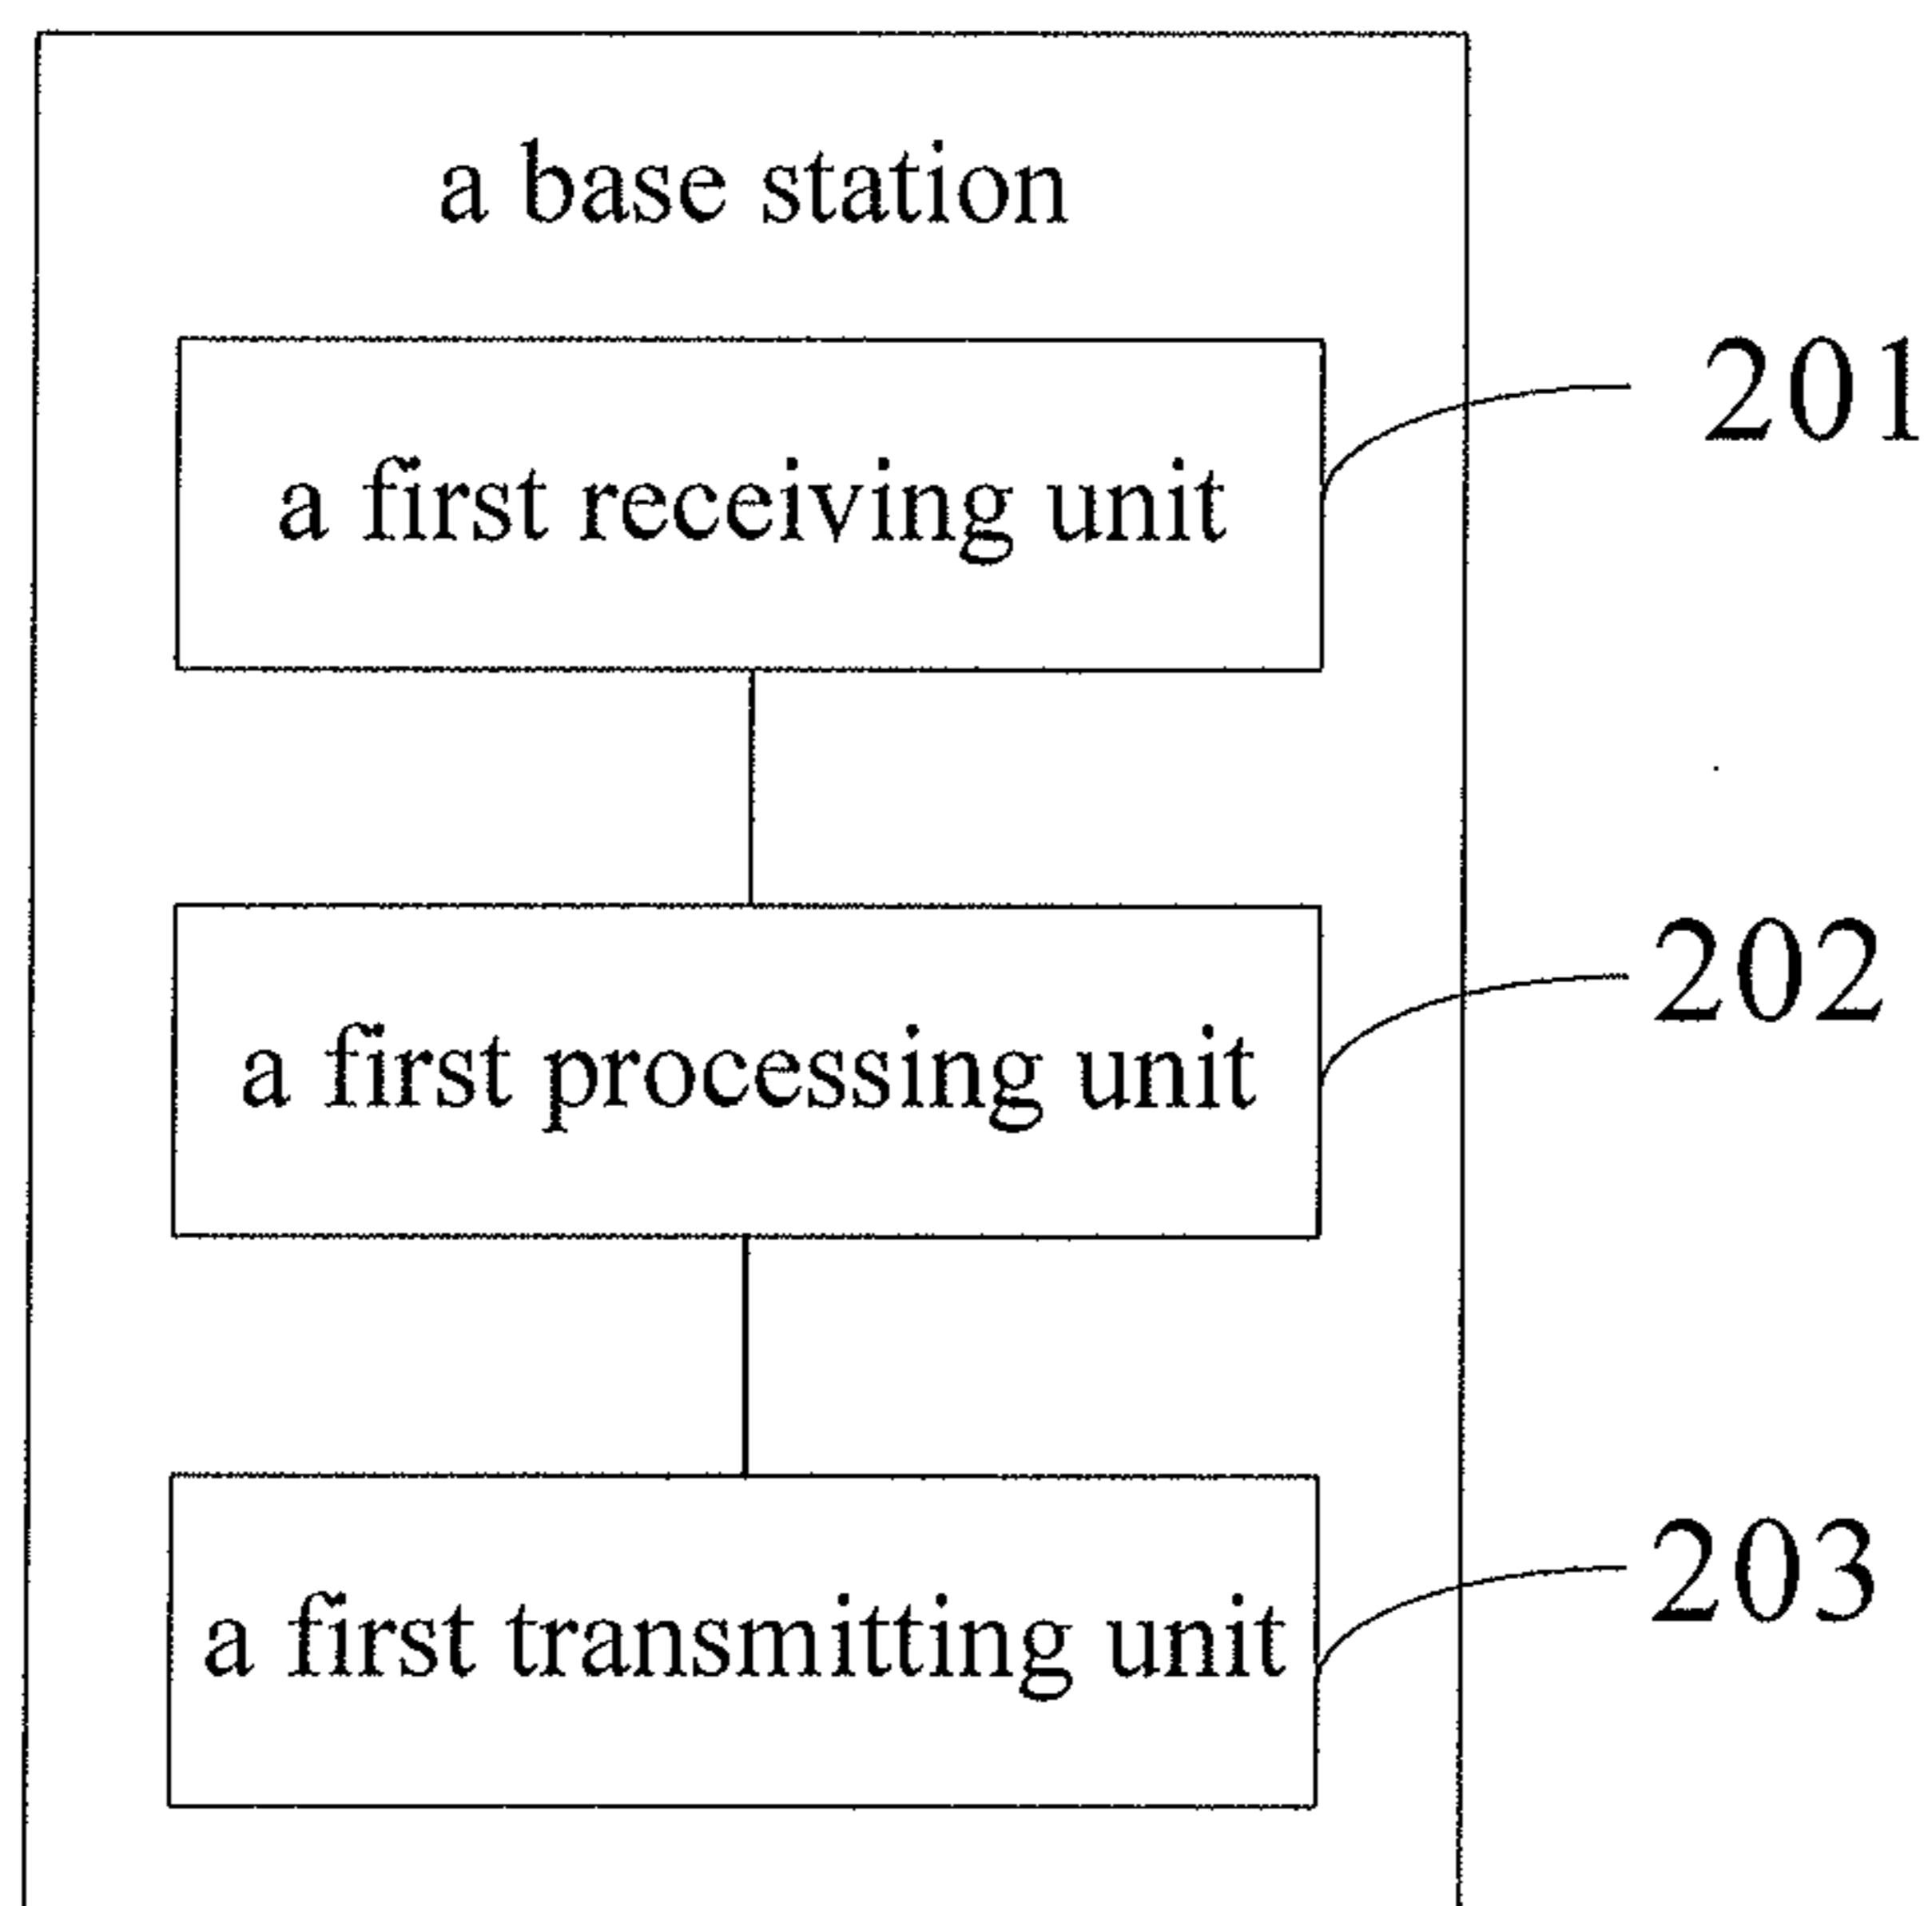 a base station
a first receiving unit
201
a first processing unit
202
a first transmitting unit
203